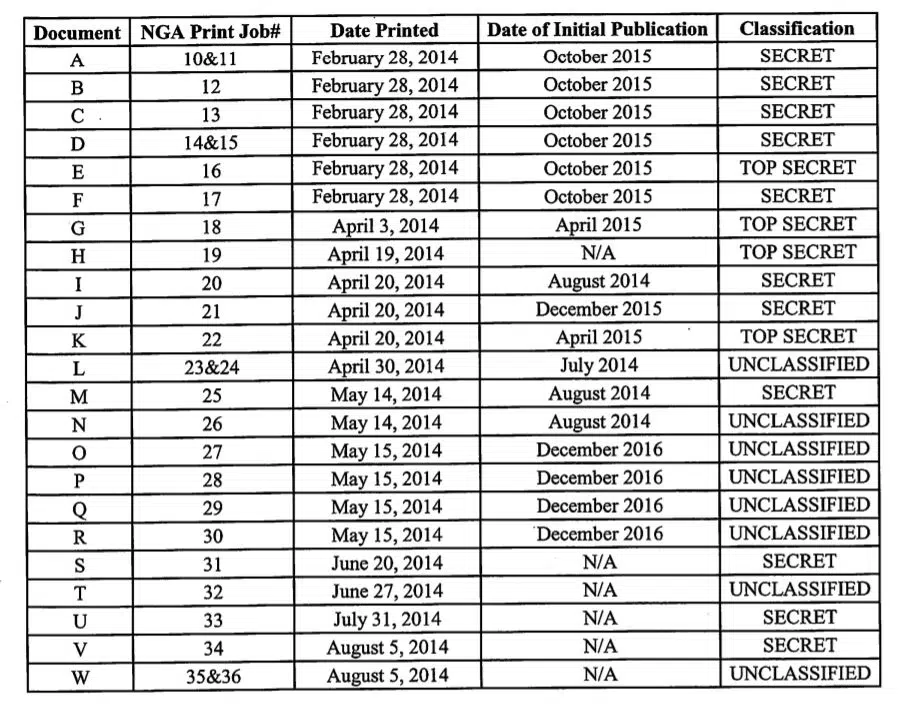 Document NGA Print Job# Date Printed Date of Initial Publication Classification
A 10&11 February 28, 2014 October 2015 SECRET
B 12 February 28, 2014 October 2015 SECRET
C 13 February 28, 2014 October 2015 SECRET
D 14&15 February 28, 2014 October 2015 SECRET
E 16 February 28, 2014 October 2015 TOP SECRET
F 17 February 28, 2014 October 2015 SECRET
G 18 April 3, 2014 April 2015 TOP SECRET
H 19 April 19, 2014 N/A TOP SECRET
I 20 April 20, 2014 August 2014 SECRET
J 21 April 20, 2014 December 2015 SECRET
K 22 April 20, 2014 April 2015 TOP SECRET
L 23&24 April 30, 2014 July 2014 UNCLASSIFIED
M 25 May 14, 2014 August 2014 SECRET
N 26 May 14, 2014 August 2014 UNCLASSIFIED
O 27 May 15, 2014 December 2016 UNCLASSIFIED
P 28 May 15, 2014 December 2016 UNCLASSIFIED
Q 29 May 15, 2014 December 2016 UNCLASSIFIED
R 30 May 15, 2014 December 2016 UNCLASSIFIED
S 31 June 20, 2014 N/A SECRET
T 32 June 27, 2014 N/A UNCLASSIFIED
U 33 July 31, 2014 N/A SECRET
V 34 August 5, 2014 N/A SECRET
W 35&36 August 5, 2014 N/A UNCLASSIFIED